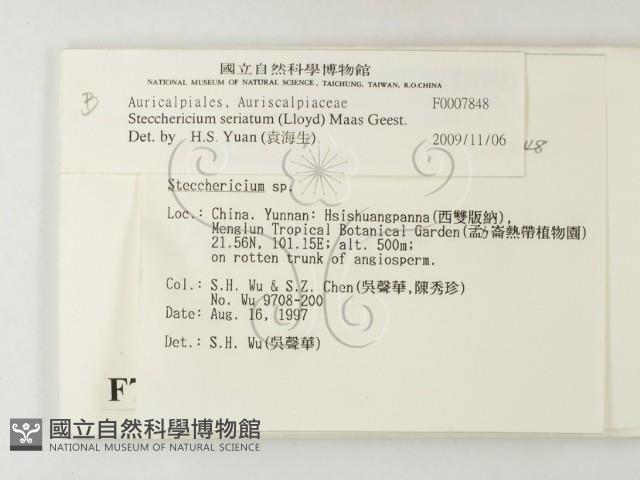 國立自然科學博物館
NATIONAL MUSEUM OF NATURAL SCIENCE, TAICHUNG, TAIWAN, R.O.CHINA
B
Auricalpiales, Auriscalpiaceae F0007848
Stecchericium seriatum (Lloyd) Maas Geest.
Det. by H.S. Yuan (袁海生) 2009/11/06
48
Stecchericium sp.
Loc.: China. Yunnan: Hsishuangpanna(西雙版納),
Menglun Tropical Botanical Garden(孟力崙熱帶植物園)
21.56N, 101.15E; alt. 500m;
on rotten trunk of angiosperm.
Col.: S.H. Wu & S.Z. Chen(吳聲華,陳秀珍)
No. Wu 9708-200
Date: Aug. 16, 1997
Det.: S.H. Wu(吳聲華)
國立自然科學博物館
NATIONAL MUSEUM OF NATURAL SCIENCE